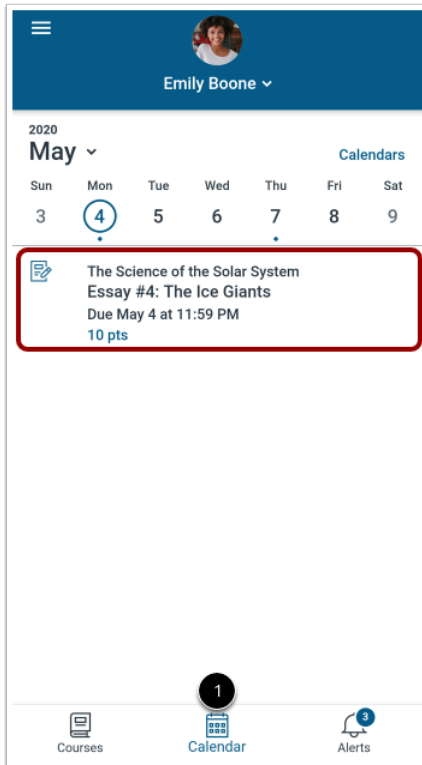 Emily Boone
2020
May
Calendars
Sun Mon Tue Wed Thu Fri Sat
3 4 5 6 7 8 9
The Science of the Solar System
Essay #4: The Ice Giants
Due May 4 at 11:59 PM
10 pts
1
3
Courses Calendar Alerts